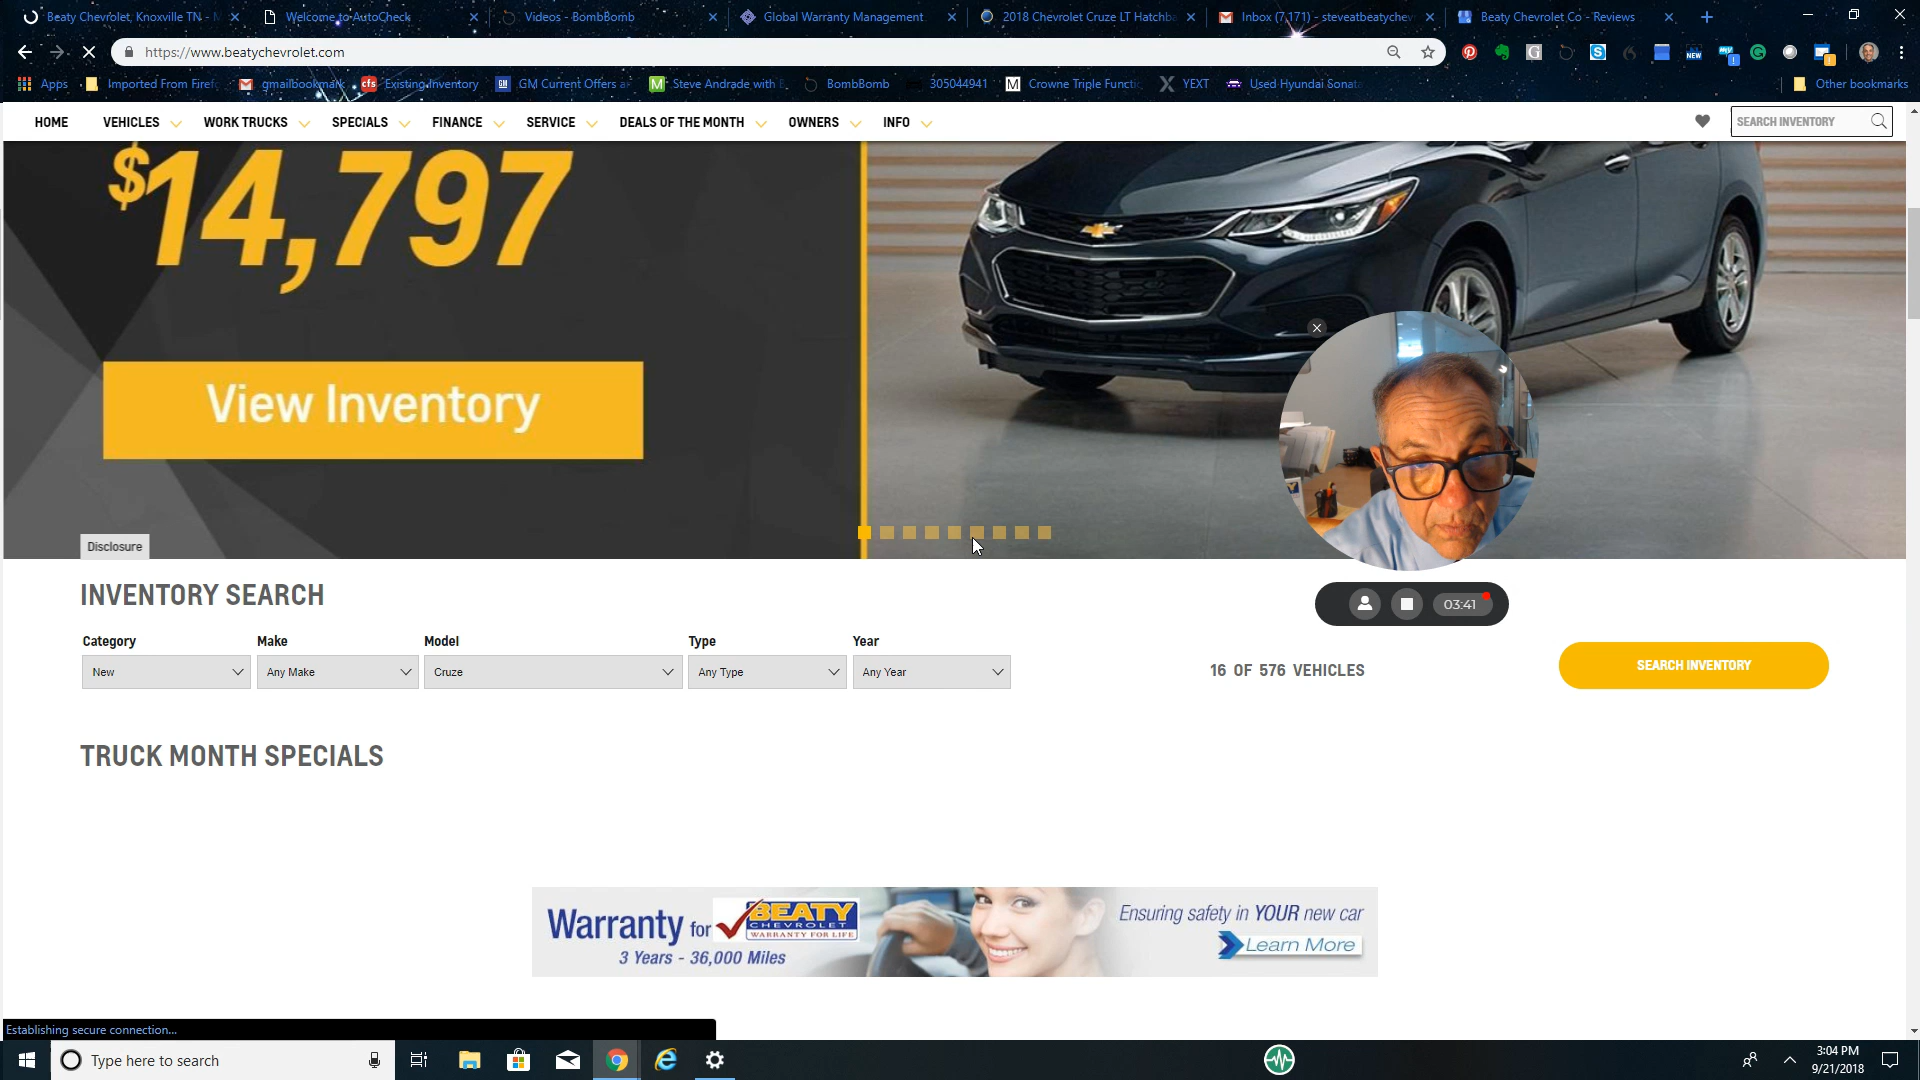 Beaty Chevrolet, Knoxville TN - M
Welcome to AutoCheck
Videos - BombBomb
Global Warranty Management
2018 Chevrolet Cruze LT Hatchba
Inbox (7,171) - steveatbeatychev
Beaty Chevrolet Co - Reviews
https://www.beatychevrolet.com
Apps
Imported From Firef
gmailbookmark
cfs Existing Inventory
GM Current Offers a
M Steve Andrade with B
BombBomb
305044941
M Crowne Triple Functi
YEXT
Used Hyundai Sonat
Other bookmarks
HOME VEHICLES WORK TRUCKS SPECIALS FINANCE SERVICE DEALS OF THE MONTH OWNERS INFO
SEARCH INVENTORY
$14,797
View Inventory
Disclosure
INVENTORY SEARCH
Category Make Model Type Year
New Any Make Cruze Any Type Any Year
16 OF 576 VEHICLES
SEARCH INVENTORY
03:41
TRUCK MONTH SPECIALS
Warranty for BEATY
CHEVROLET
WARRANTY FOR LIFE
3 Years - 36,000 Miles
Ensuring safety in YOUR new car
Learn More
Establishing secure connection...
Type here to search
3:04 PM
9/21/2018